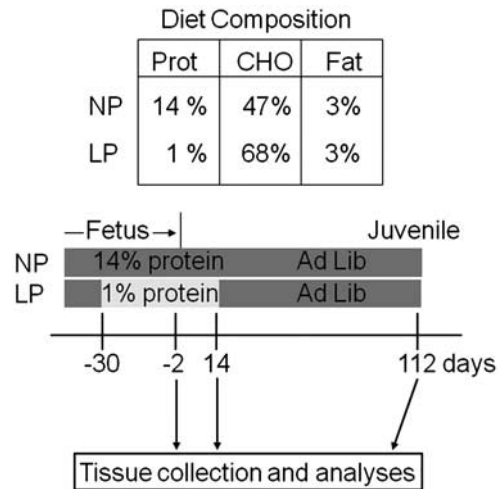 Diet Composition
Prot CHO Fat
NP 14 % 47% 3%
LP 1 % 68% 3%
Fetus Juvenile
NP 14% protein Ad Lib
LP 1% protein Ad Lib
-30 -2 14 112 days
Tissue collection and analyses